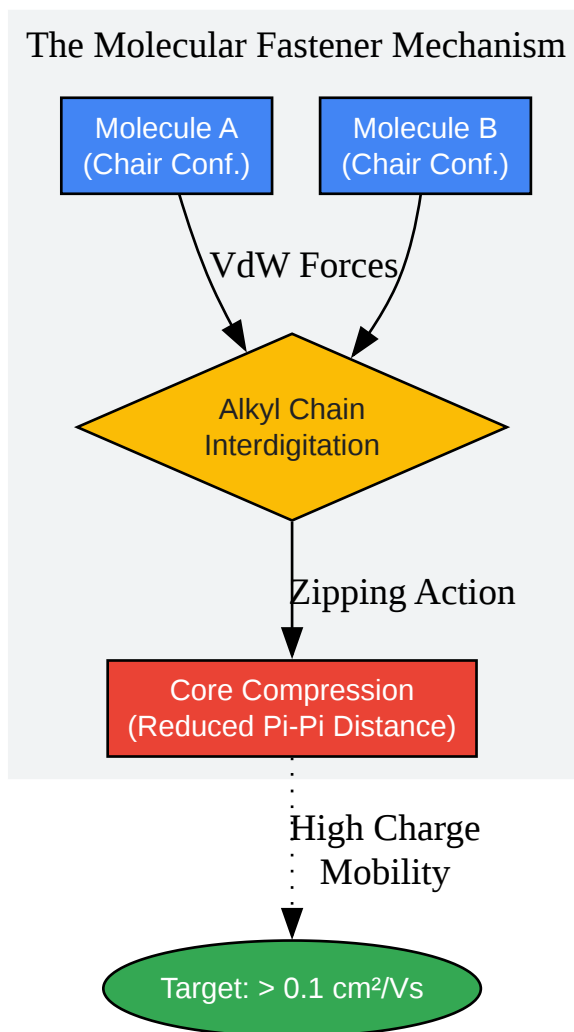 The Molecular Fastener Mechanism
Molecule A
(Chair Conf.)
Molecule B
(Chair Conf.)
VdW Forces
Alkyl Chain
Interdigitation
Zipping Action
Core Compression
(Reduced Pi-Pi Distance)
High Charge
Mobility
Target: > 0.1 cm²/Vs